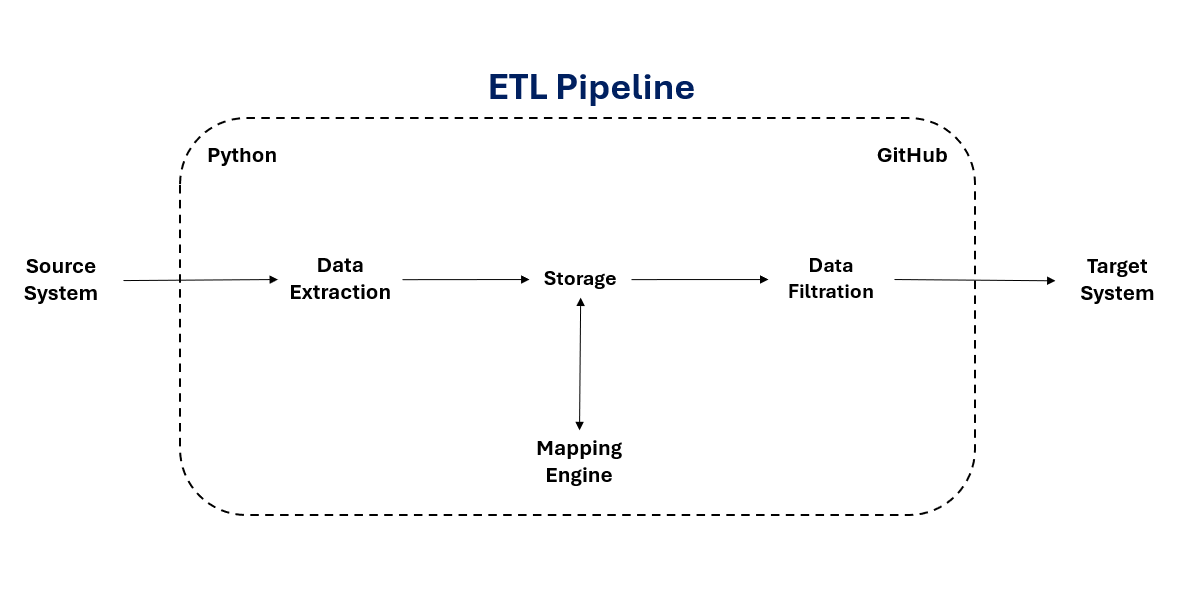 ETL Pipeline
Python
GitHub
Source
System
Data
Extraction
Storage
Data
Filtration
Target
System
Mapping
Engine